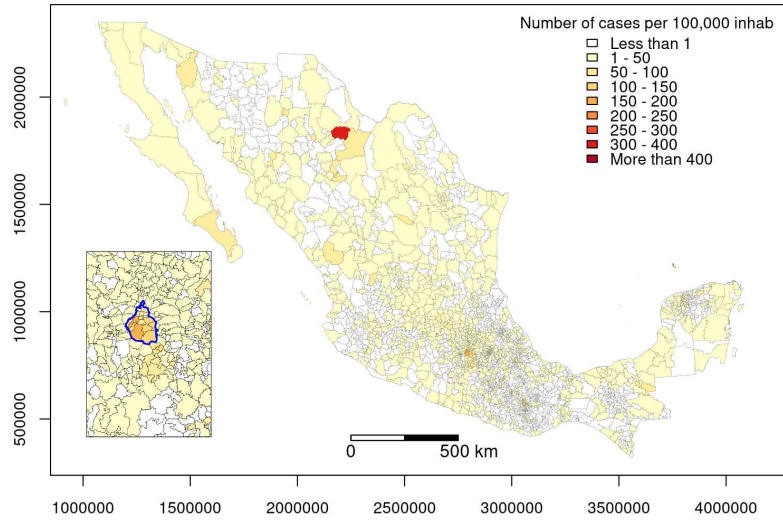 Number of cases per 100,000 inhab
Less than 1
1 - 50
50 - 100
100 - 150
150 - 200
200 - 250
250 - 300
300 - 400
More than 400
2000000
1500000
1000000
500000
0 500 km
1000000 1500000 2000000 2500000 3000000 3500000 4000000